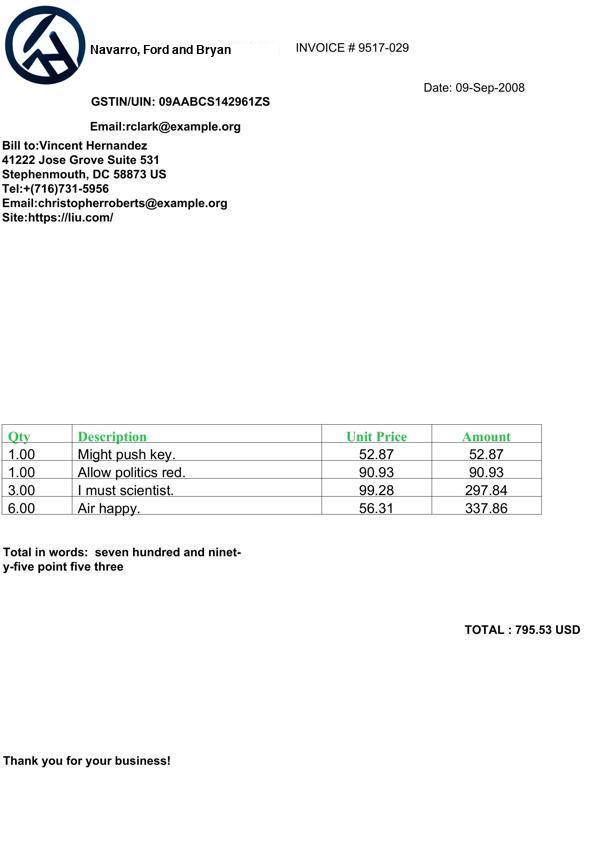 Navarro, Ford and Bryan
INVOICE # 9517-029
Date: 09-Sep-2008
GSTIN/UIN: 09AABCS142961ZS
Email:rclark@example.org
Bill to:Vincent Hernandez
41222 Jose Grove Suite 531
Stephenmouth, DC 58873 US
Tel:+(716)731-5956
Email:christopherroberts@example.org
Site:https://liu.com/
Qty Description Unit Price Amount
1.00 Might push key. 52.87 52.87
1.00 Allow politics red. 90.93 90.93
3.00 I must scientist. 99.28 297.84
6.00 Air happy. 56.31 337.86
Total in words: seven hundred and ninet-
y-five point five three
TOTAL : 795.53 USD
Thank you for your business!